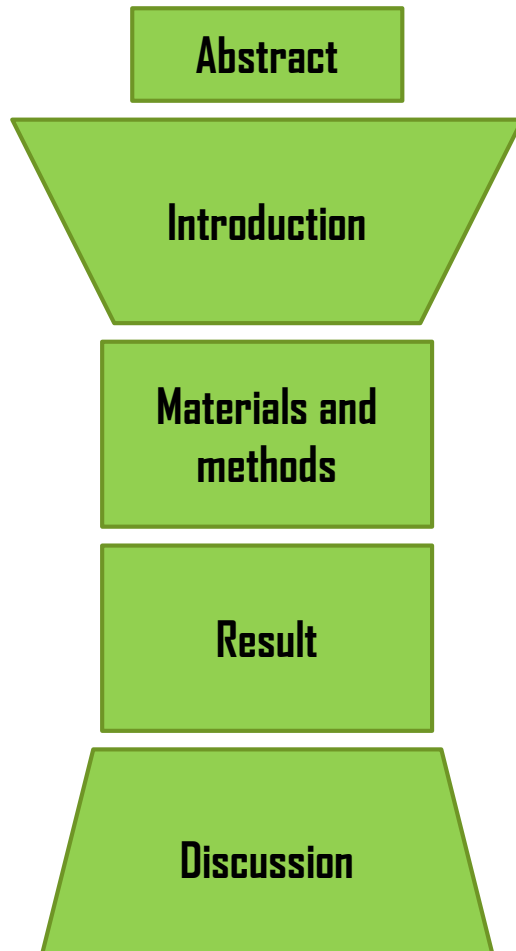 Abstract
Introduction
Materials and
methods
Result
Discussion